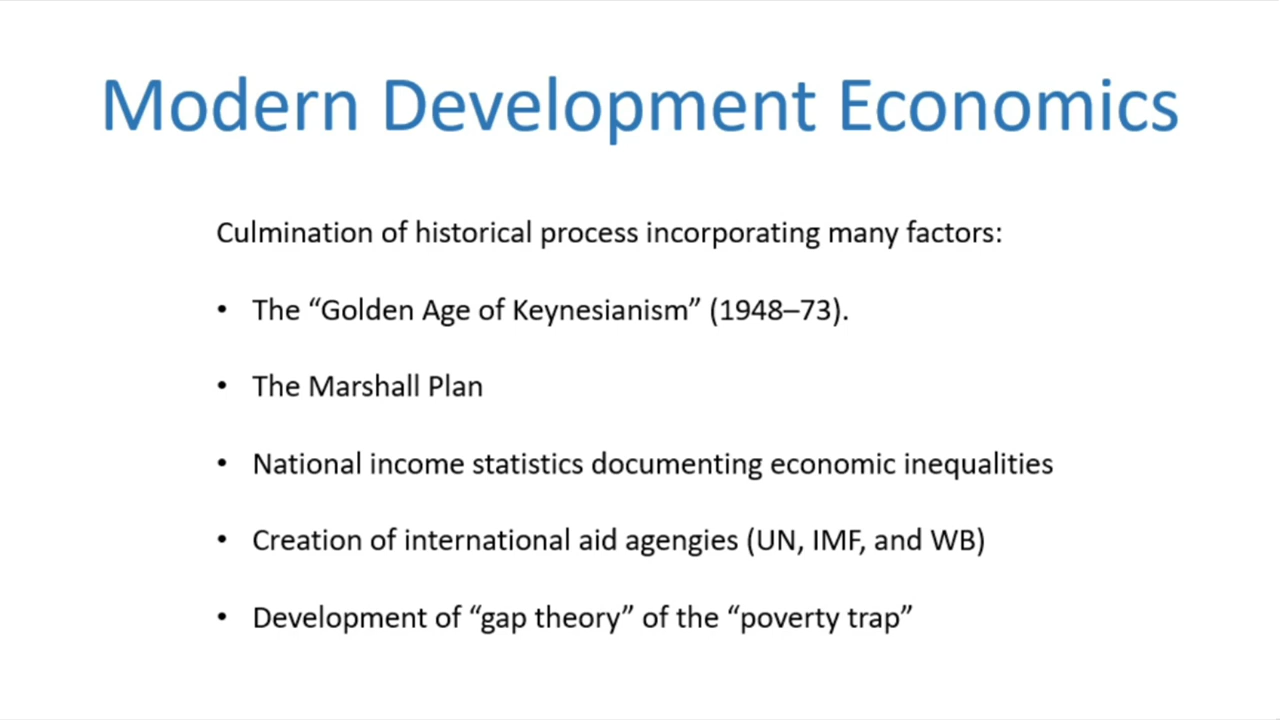 Modern Development Economics
Culmination of historical process incorporating many factors:
• The “Golden Age of Keynesianism” (1948–73).
• The Marshall Plan
• National income statistics documenting economic inequalities
• Creation of international aid agengies (UN, IMF, and WB)
• Development of “gap theory” of the “poverty trap”